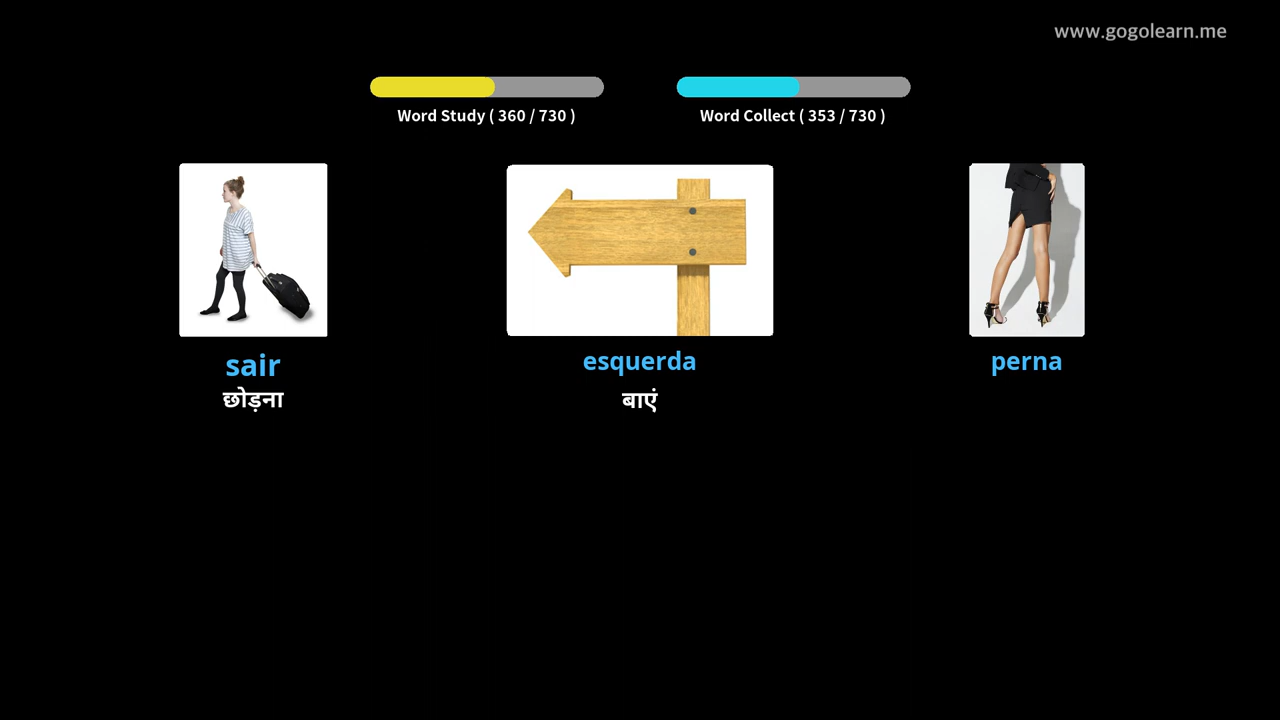 www.gogolearn.me
Word Study ( 360 / 730 )
Word Collect ( 353 / 730 )
sair
esquerda
perna
छोड़ना
बाएं